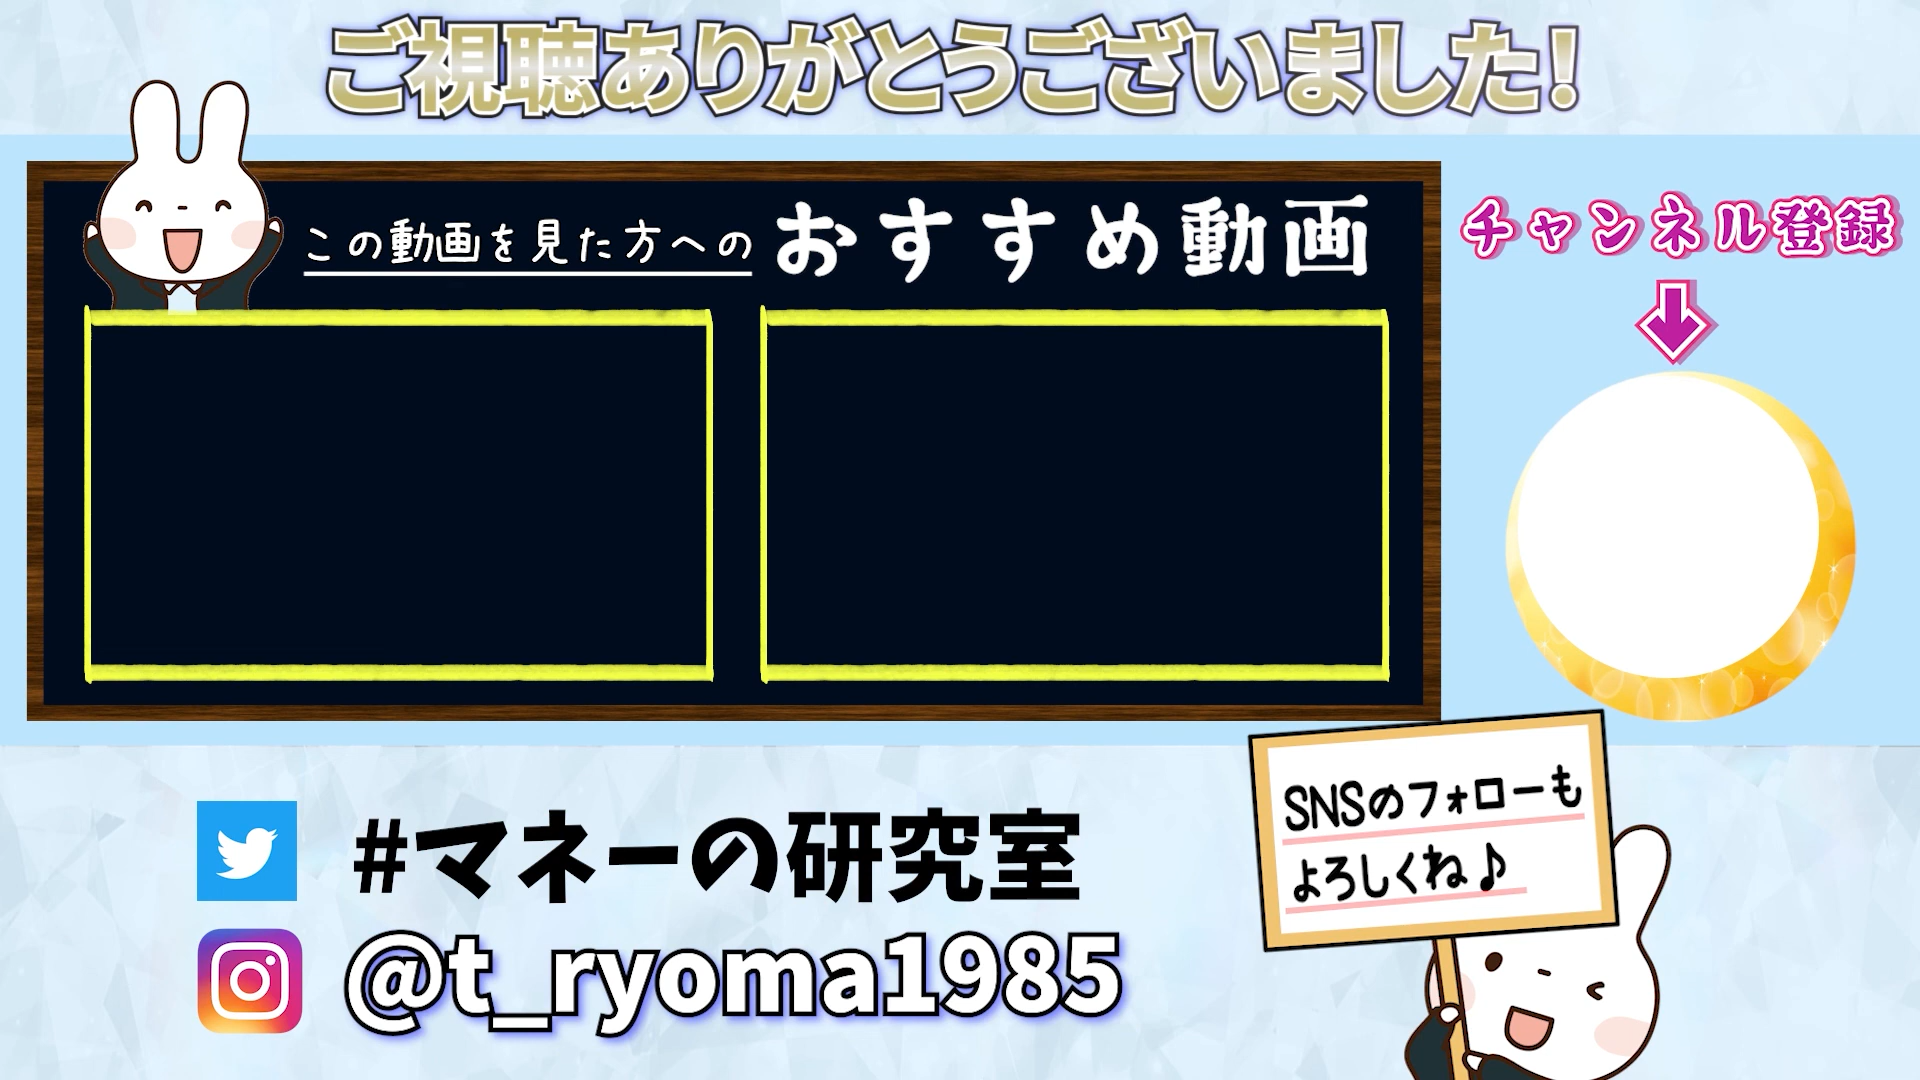 ご視聴ありがとうございました!
この動画を見た方へのおすすめ動画
チャンネル登録
SNSのフォローも
よろしくね♪
#マネーの研究室
@t_ryoma1985